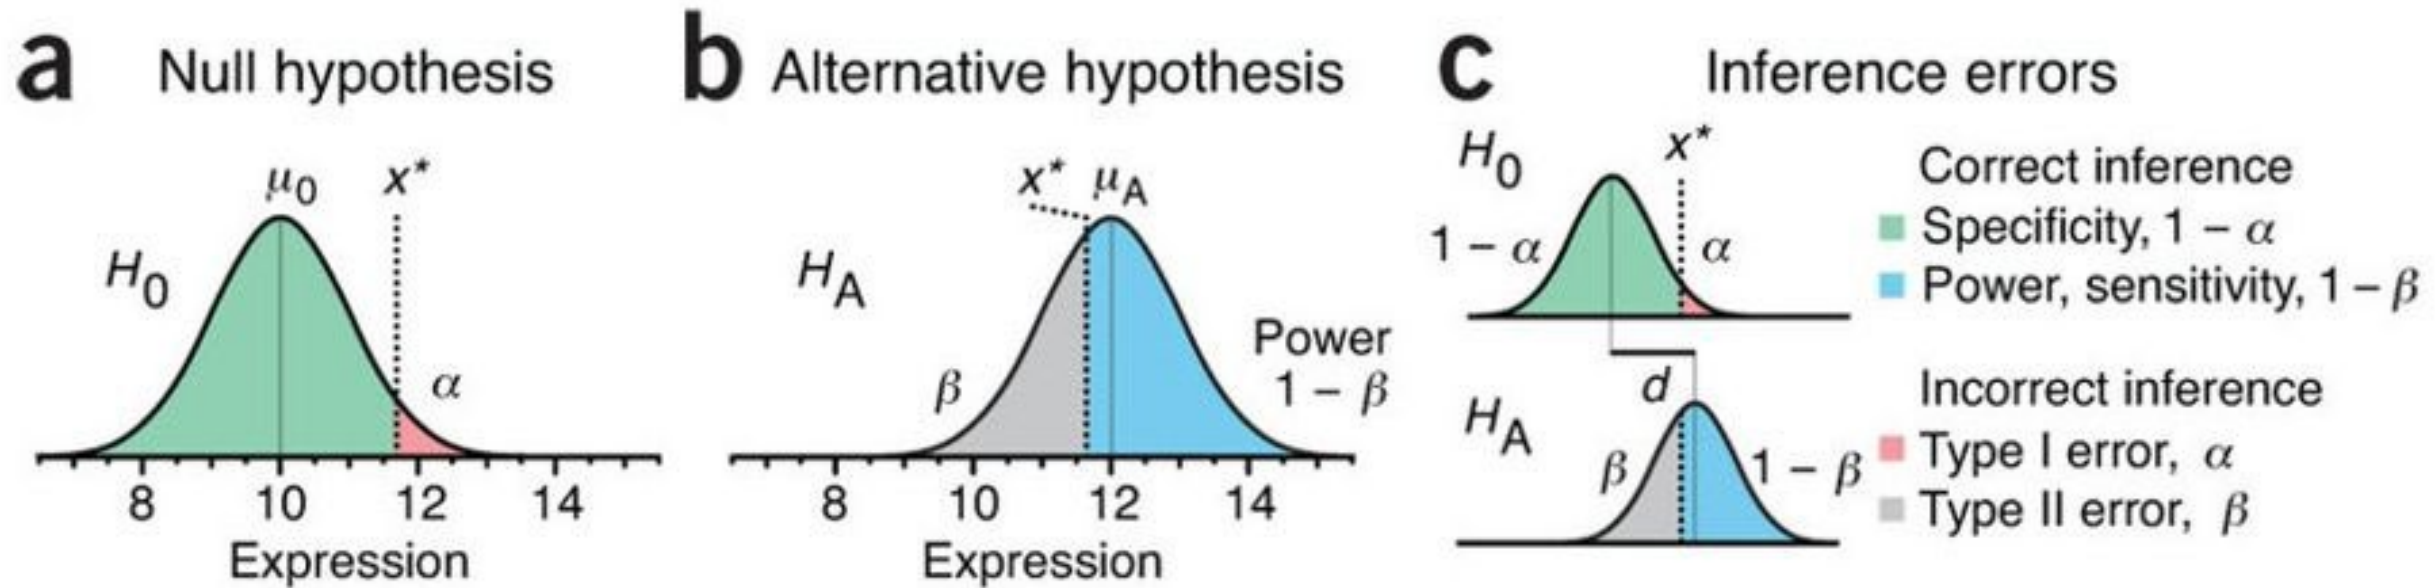 a Null hypothesis
μ0 x*
H0
α
8 10 12 14
Expression
b Alternative hypothesis
x* μA
HA
Power
β 1 − β
8 10 12 14
Expression
c Inference errors
H0 x*
1 − α α
d
HA
β 1 − β
Correct inference
Specificity, 1 − α
Power, sensitivity, 1 − β
Incorrect inference
Type I error, α
Type II error, β